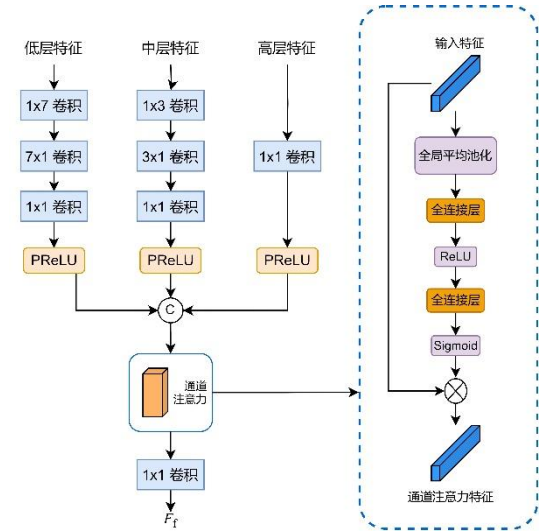 低层特征
中层特征
高层特征
1x7 卷积
1x3 卷积
7x1 卷积
3x1 卷积
1x1 卷积
1x1 卷积
1x1 卷积
PReLU
PReLU
PReLU
C
通道
注意力
1x1 卷积
F_f
输入特征
全局平均池化
全连接层
ReLU
全连接层
Sigmoid
通道注意力特征